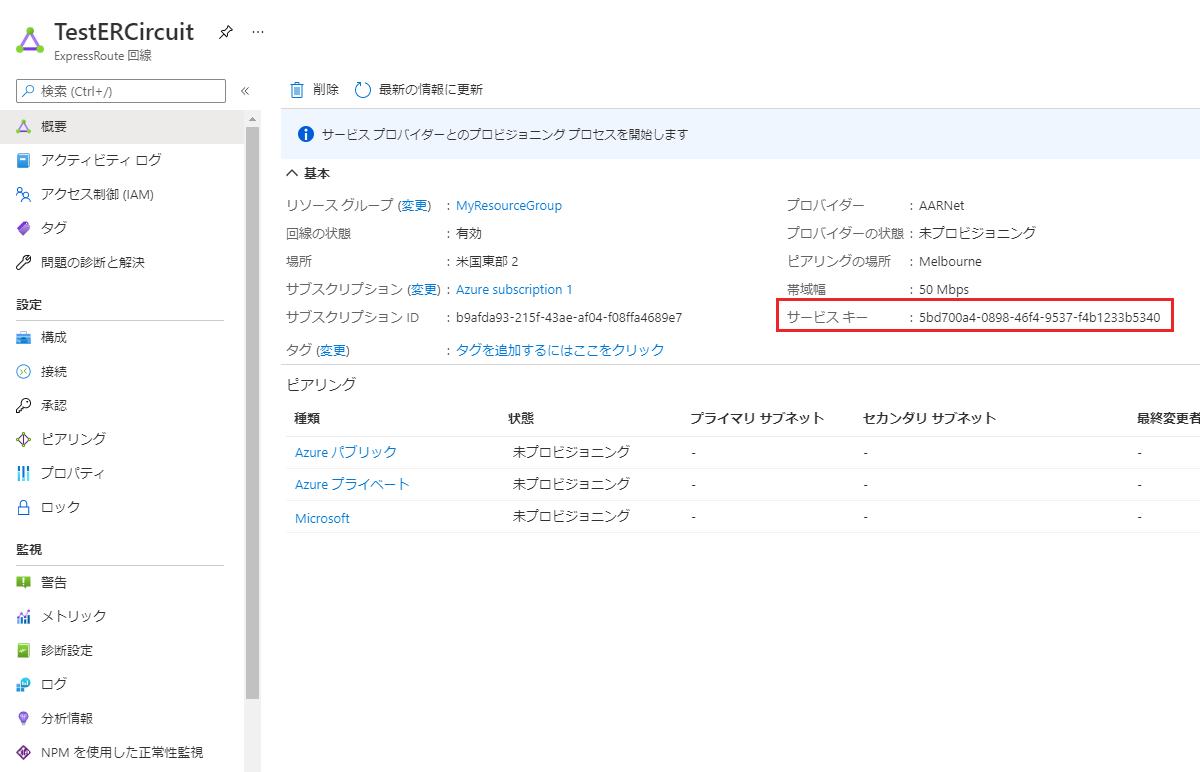 TestERCircuit
ExpressRoute 回線
検索 (Ctrl+/)
概要
アクティビティ ログ
アクセス制御 (IAM)
タグ
問題の診断と解決
設定
構成
接続
承認
ピアリング
プロパティ
ロック
監視
警告
メトリック
診断設定
ログ
分析情報
NPM を使用した正常性監視
削除 最新の情報に更新
サービス プロバイダーとのプロビジョニング プロセスを開始します
基本
リソース グループ (変更) : MyResourceGroup
回線の状態 : 有効
場所 : 米国東部 2
サブスクリプション (変更) : Azure subscription 1
サブスクリプション ID : b9afda93-215f-43ae-af04-f08ffa4689e7
タグ (変更) : タグを追加するにはここをクリック
プロバイダー : AARNet
プロバイダーの状態 : 未プロビジョニング
ピアリングの場所 : Melbourne
帯域幅 : 50 Mbps
サービス キー : 5bd700a4-0898-46f4-9537-f4b1233b5340
ピアリング
種類 状態 プライマリ サブネット セカンダリ サブネット 最終変更者
Azure パブリック 未プロビジョニング - - -
Azure プライベート 未プロビジョニング - - -
Microsoft 未プロビジョニング - - -